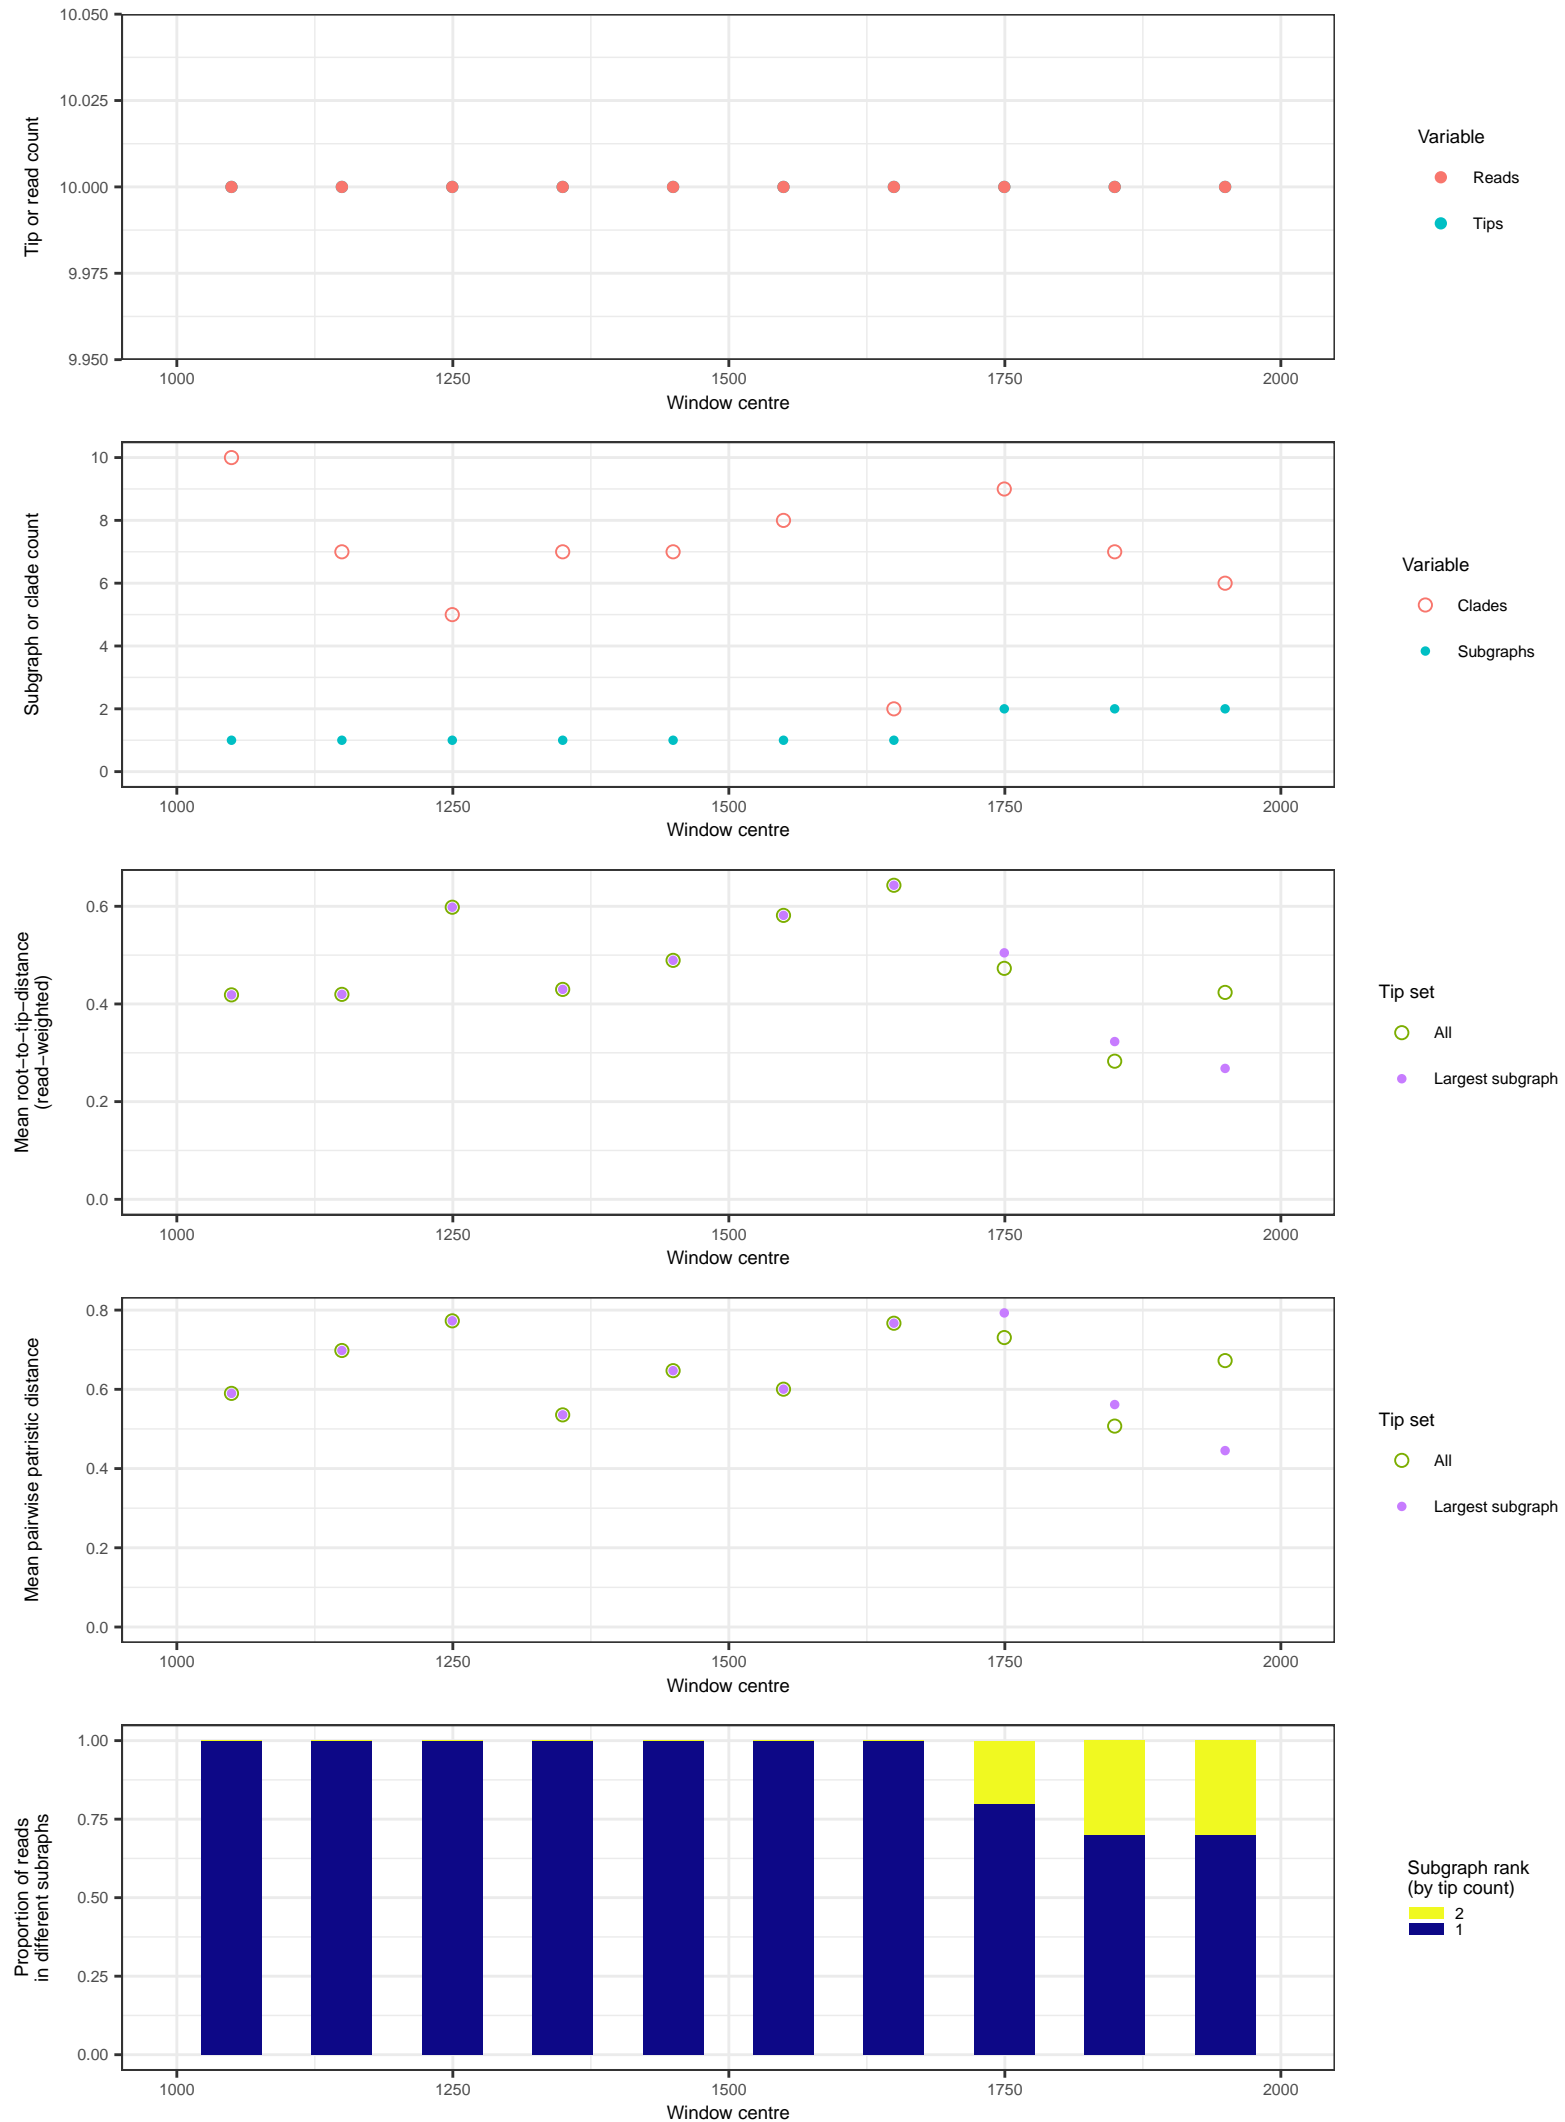 10.050
10.025
10.000
9.975
9.950
Tip or read count
1000 1250 1500 1750 2000
Window centre
Variable
Reads
Tips
10
8
6
4
2
0
Subgraph or clade count
1000 1250 1500 1750 2000
Window centre
Variable
Clades
Subgraphs
0.6
0.4
0.2
0.0
Mean root−to−tip−distance
(read−weighted)
1000 1250 1500 1750 2000
Window centre
Tip set
All
Largest subgraph
0.8
0.6
0.4
0.2
0.0
Mean pairwise patristic distance
1000 1250 1500 1750 2000
Window centre
Tip set
All
Largest subgraph
1.00
0.75
0.50
0.25
0.00
Proportion of reads
in different subraphs
1000 1250 1500 1750 2000
Window centre
Subgraph rank
(by tip count)
2
1